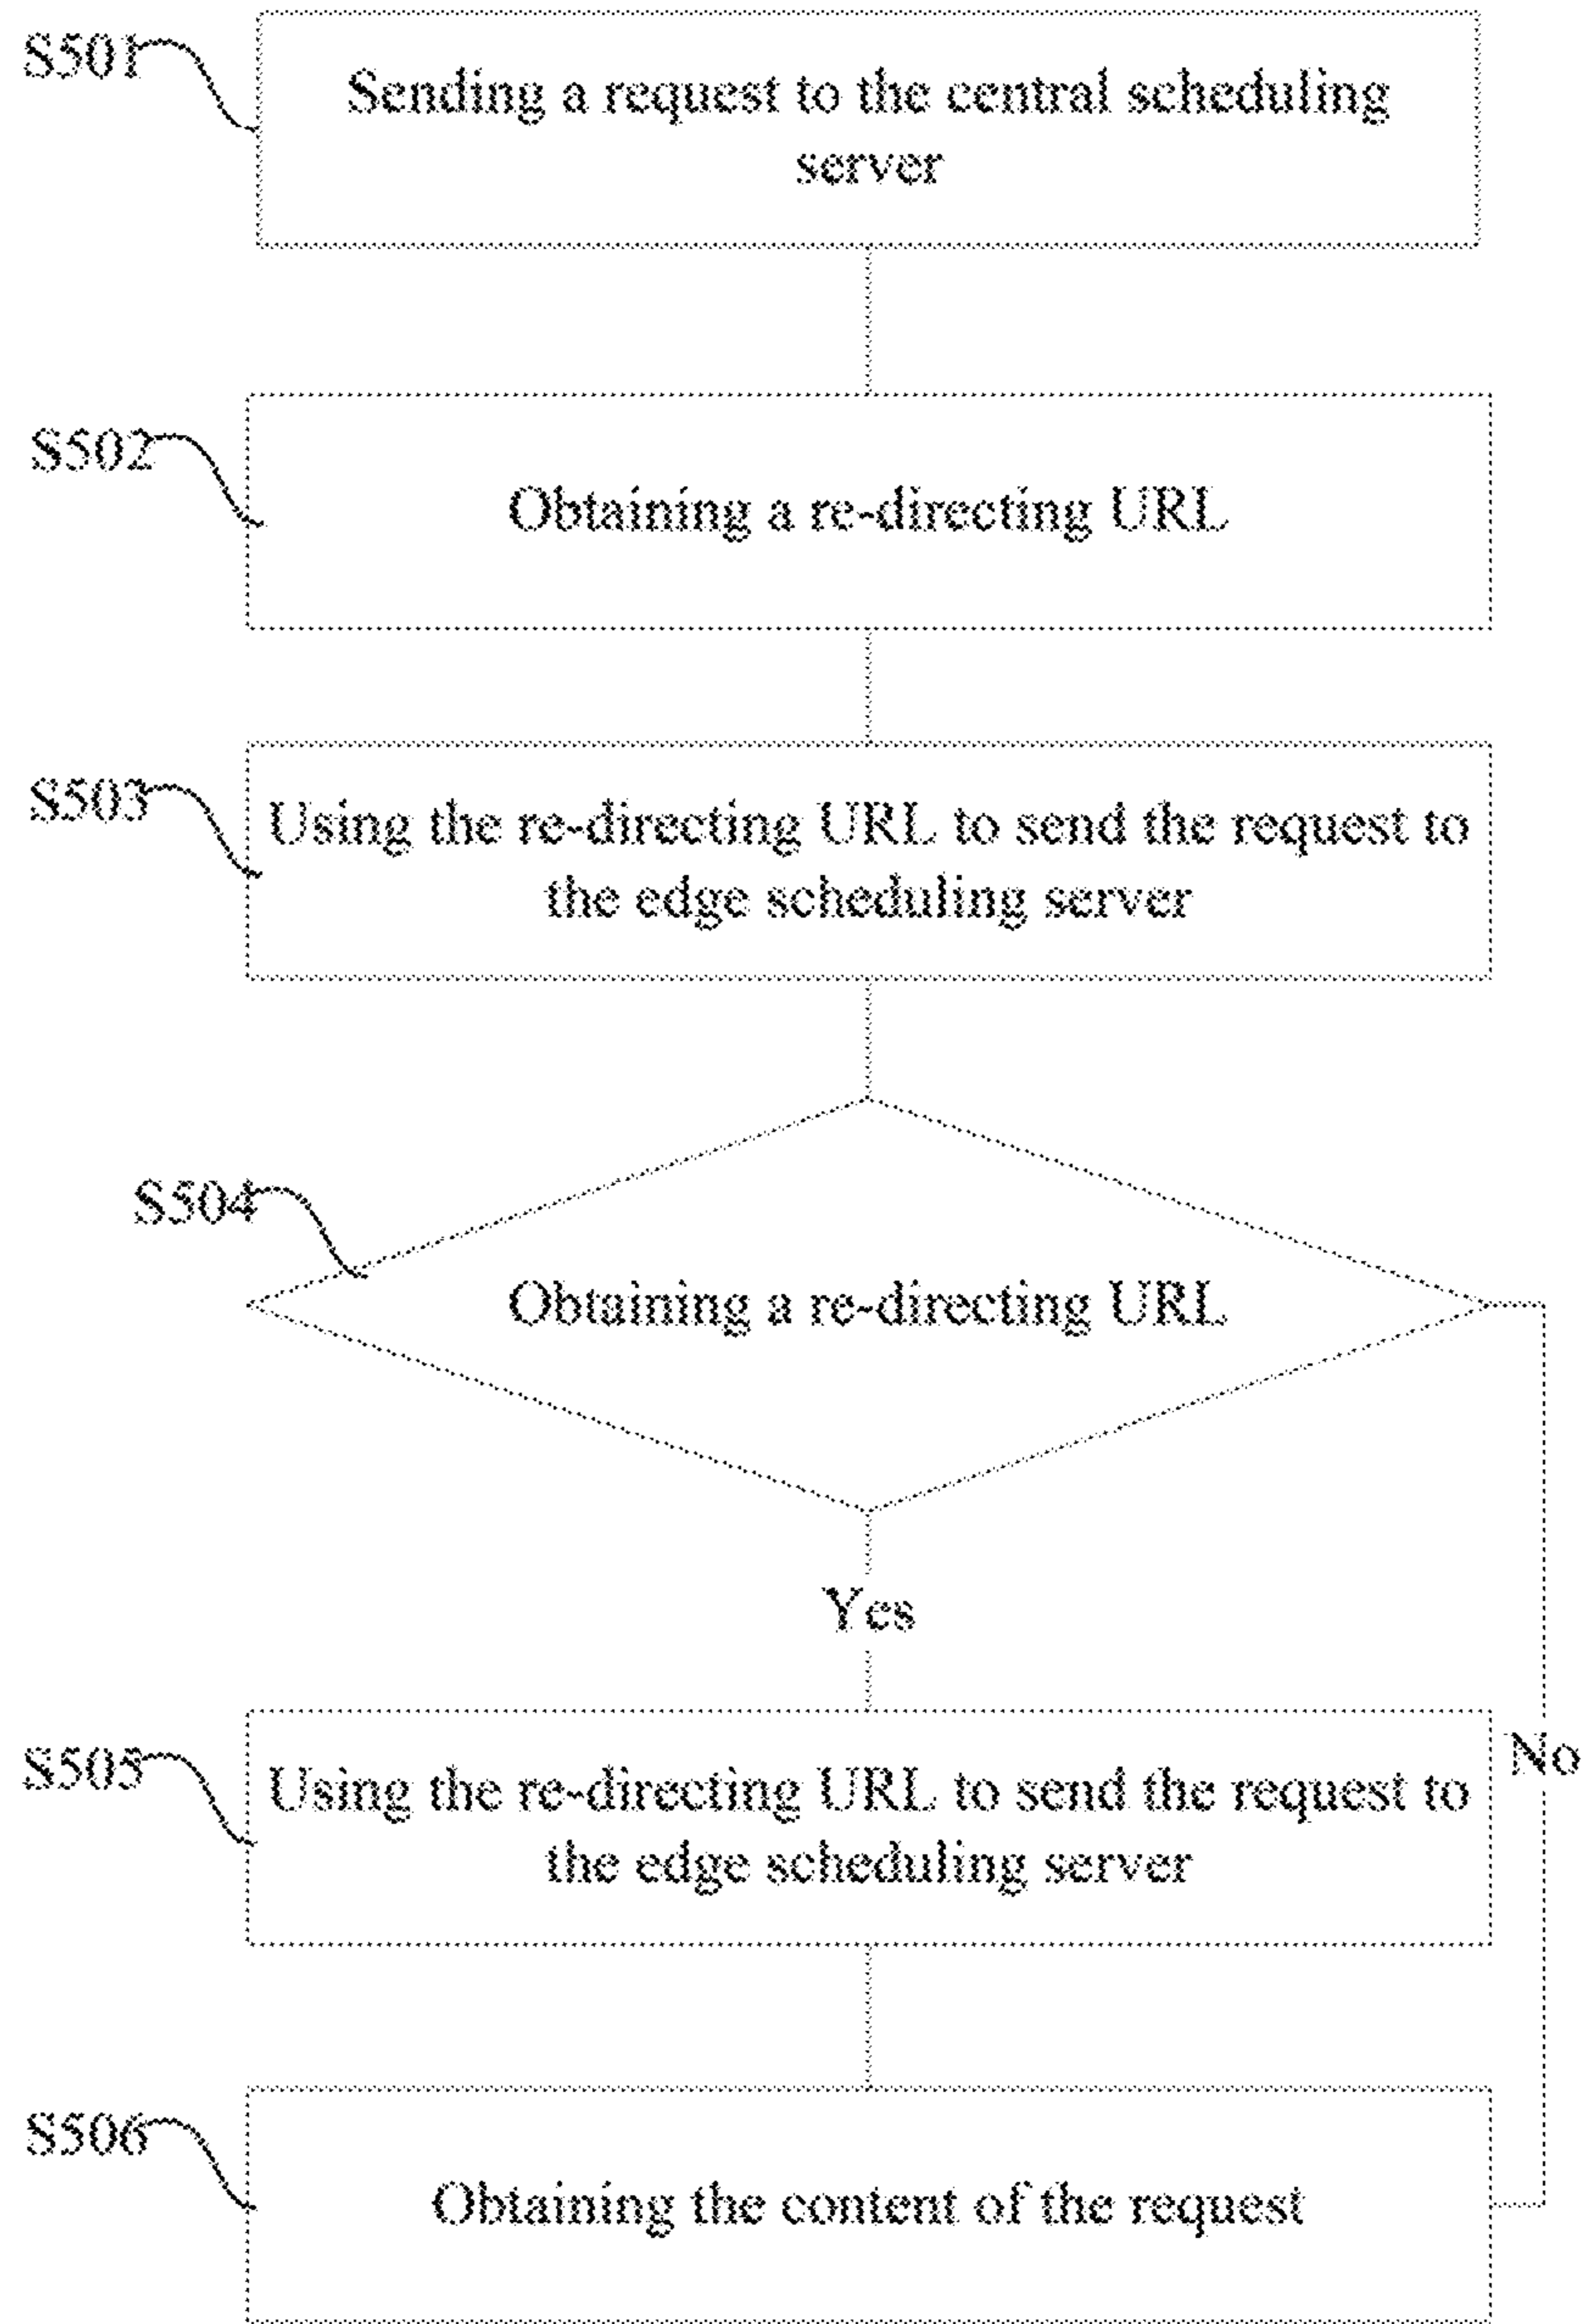 S501
Sending a request to the central scheduling
server
S502
Obtaining a re-directing URL
S503
Using the re-directing URL to send the request to
the edge scheduling server
S504
Obtaining a re-directing URL
Yes
S505
Using the re-directing URL to send the request to
the edge scheduling server
No
S506
Obtaining the content of the request